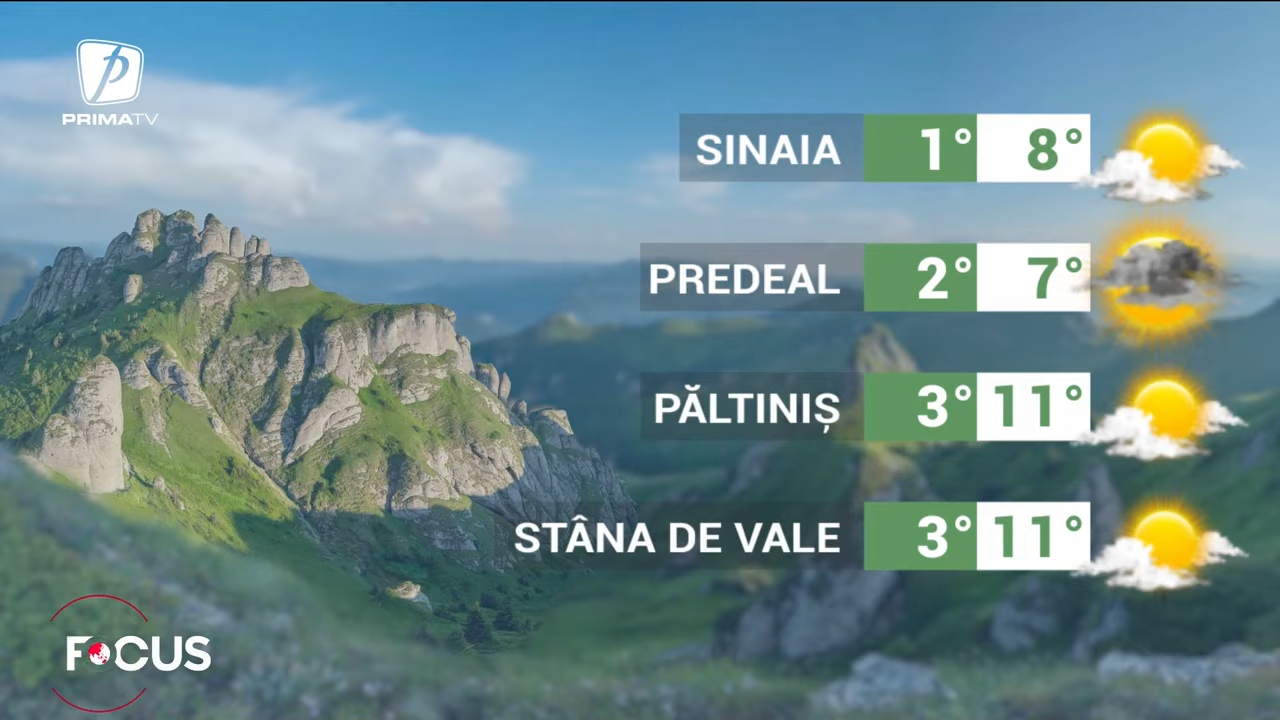 PRIMATV
SINAIA 1° 8°
PREDEAL 2° 7°
PĂLTINIȘ 3° 11°
STÂNA DE VALE 3° 11°
FOCUS